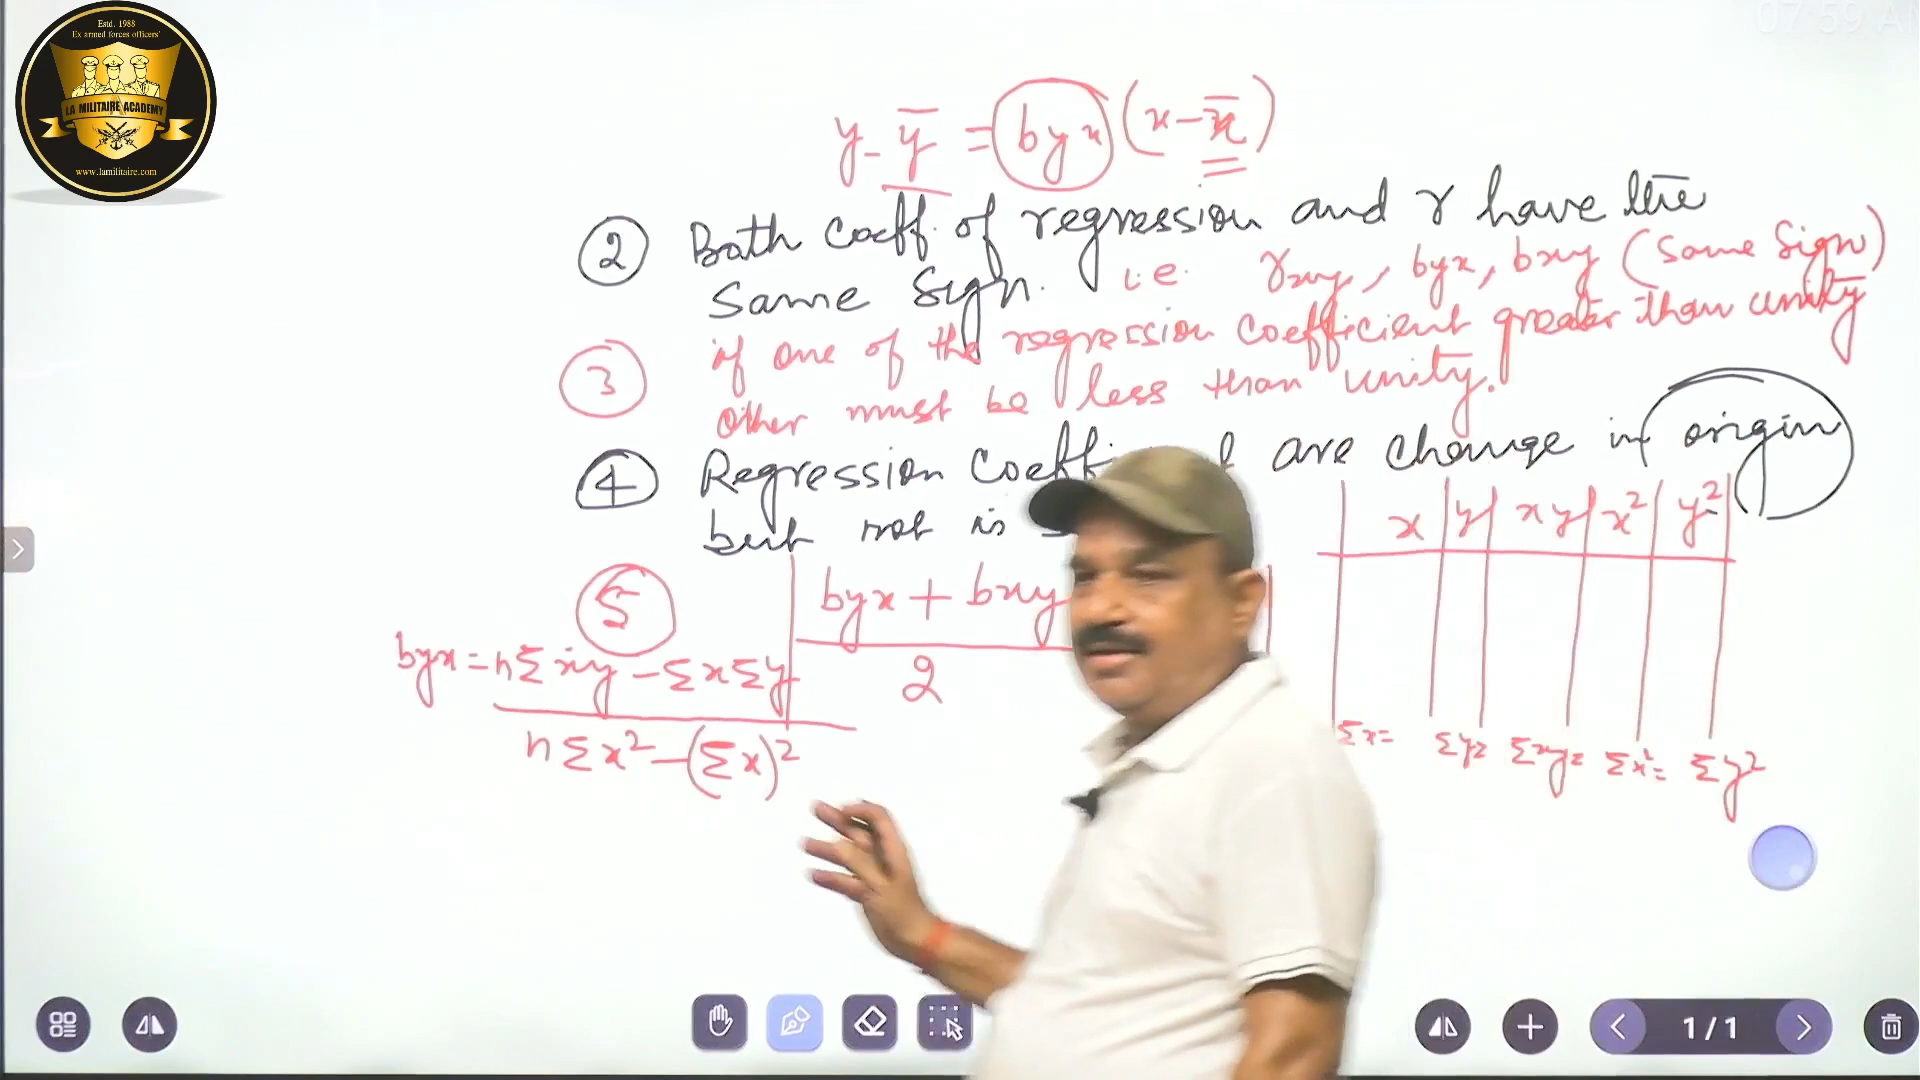 Estd. 1988
Ex armed forces officers'
LA MILITAIRE ACADEMY
www.lamilitaire.com
07:59 A
y - ȳ = byx (x - x̄)
② Both coeff. of regression and r have the
same sign. i.e. rxy, byx, bxy (Same Sign)
③ if one of the regression coefficient greater than unity
other must be less than unity.
④ Regression coeffi are change in origin
but not is
x y xy x² y²
⑤ byx + bxy
2
byx = nΣxy - ΣxΣy
nΣx² - (Σx)²
Σx= Σy= Σxy= Σx²= Σy²
1/1